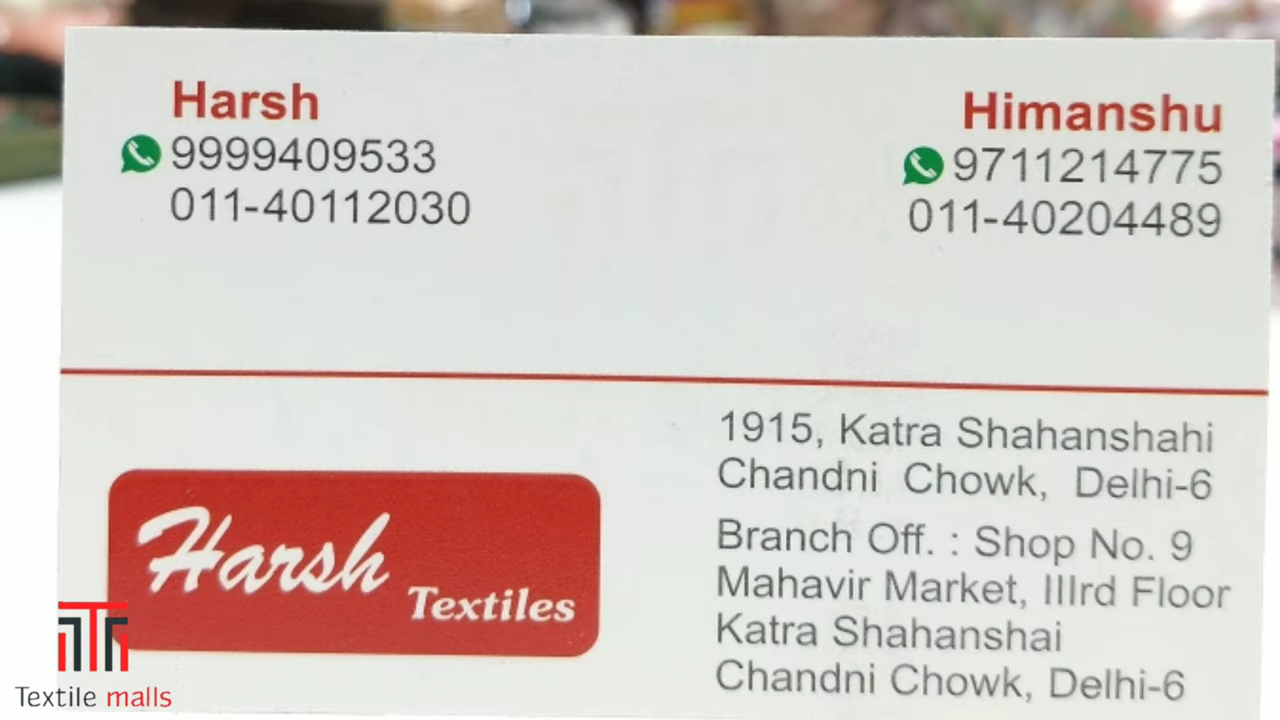 Harsh
9999409533
011-40112030
Himanshu
9711214775
011-40204489
Harsh
Textiles
1915, Katra Shahanshahi
Chandni Chowk, Delhi-6
Branch Off. : Shop No. 9
Mahavir Market, IIIrd Floor
Katra Shahanshai
Chandni Chowk, Delhi-6
Textile malls